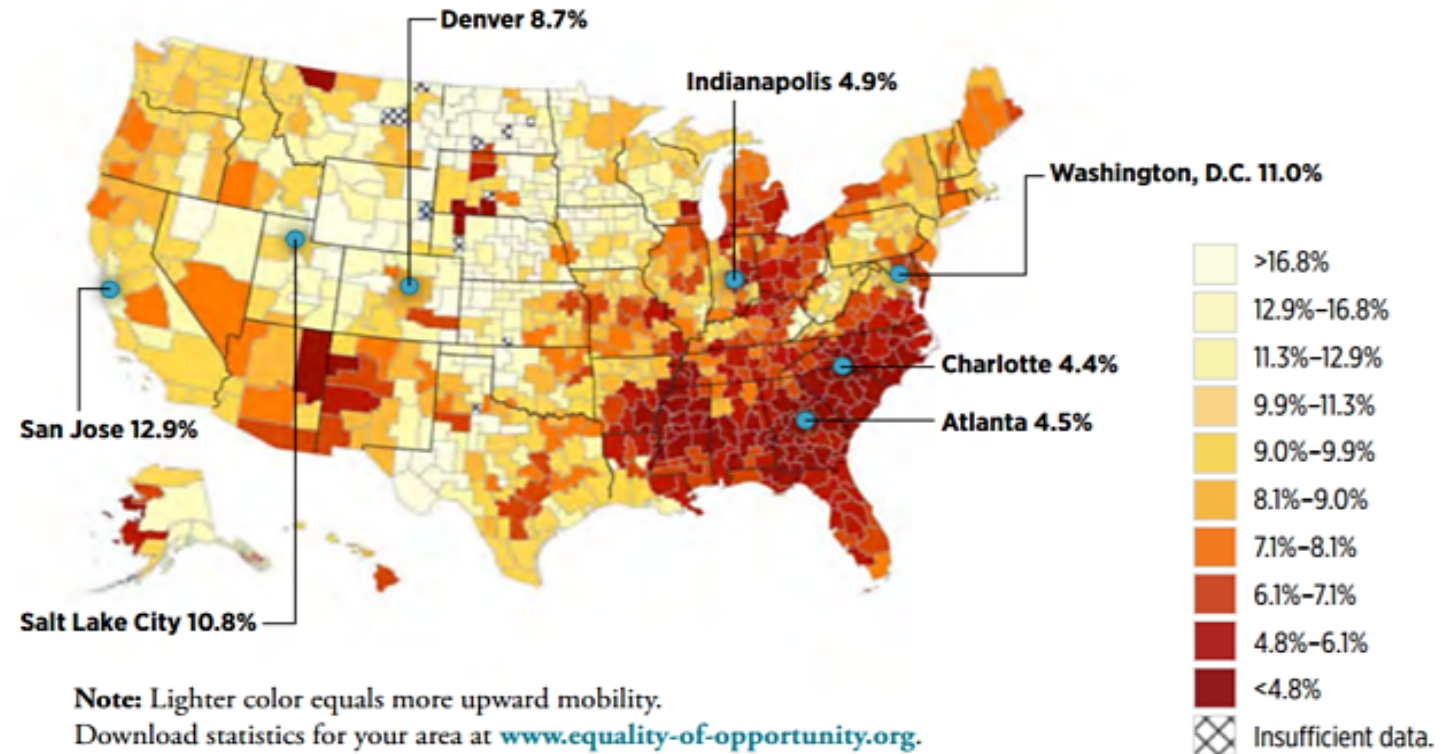 Denver 8.7%
Indianapolis 4.9%
Washington, D.C. 11.0%
>16.8%
12.9%–16.8%
11.3%–12.9%
9.9%–11.3%
9.0%–9.9%
8.1%–9.0%
7.1%–8.1%
6.1%–7.1%
4.8%–6.1%
<4.8%
Insufficient data.
Charlotte 4.4%
Atlanta 4.5%
San Jose 12.9%
Salt Lake City 10.8%
Note: Lighter color equals more upward mobility.
Download statistics for your area at www.equality-of-opportunity.org.